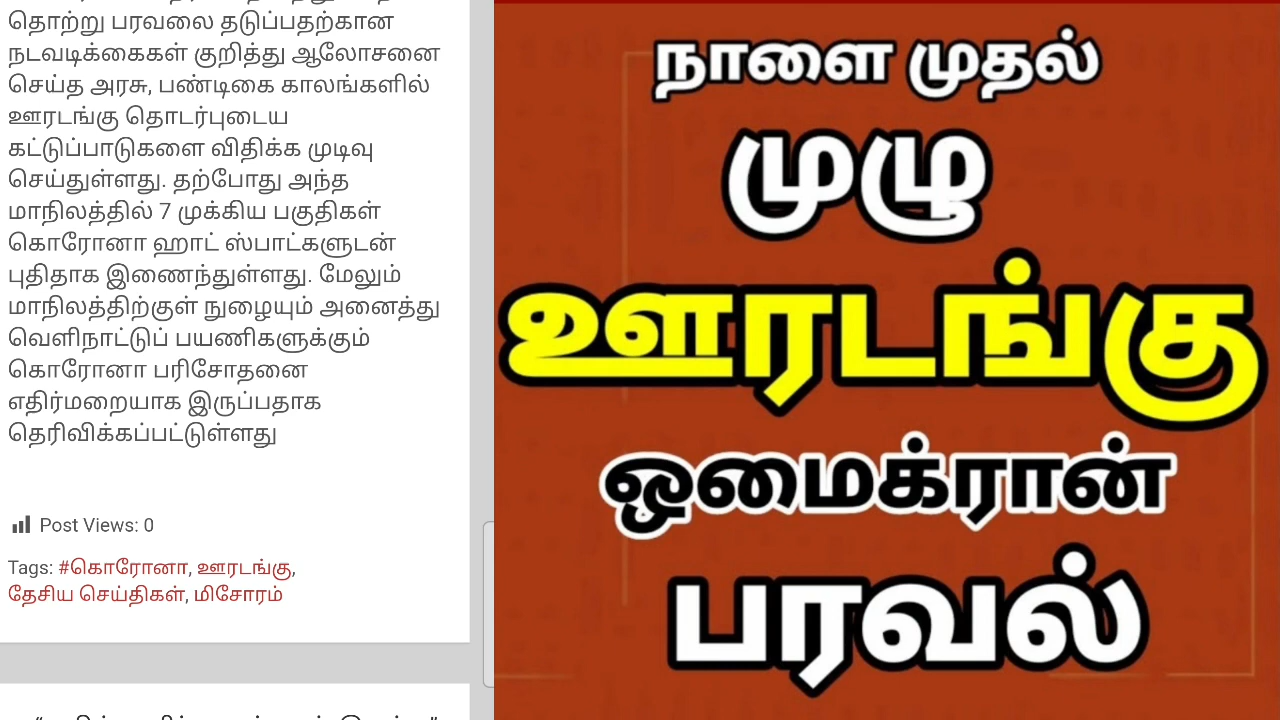 தொற்று பரவலை தடுப்பதற்கான
நடவடிக்கைகள் குறித்து ஆலோசனை
செய்த அரசு, பண்டிகை காலங்களில்
ஊரடங்கு தொடர்புடைய
கட்டுப்பாடுகளை விதிக்க முடிவு
செய்துள்ளது. தற்போது அந்த
மாநிலத்தில் 7 முக்கிய பகுதிகள்
கொரோனா ஹாட் ஸ்பாட்களுடன்
புதிதாக இணைந்துள்ளது. மேலும்
மாநிலத்திற்குள் நுழையும் அனைத்து
வெளிநாட்டுப் பயணிகளுக்கும்
கொரோனா பரிசோதனை
எதிர்மறையாக இருப்பதாக
தெரிவிக்கப்பட்டுள்ளது
Post Views: 0
Tags: #கொரோனா, ஊரடங்கு,
தேசிய செய்திகள், மிசோரம்
நாளை முதல்
முழு
ஊரடங்கு
ஒமைக்ரான்
பரவல்